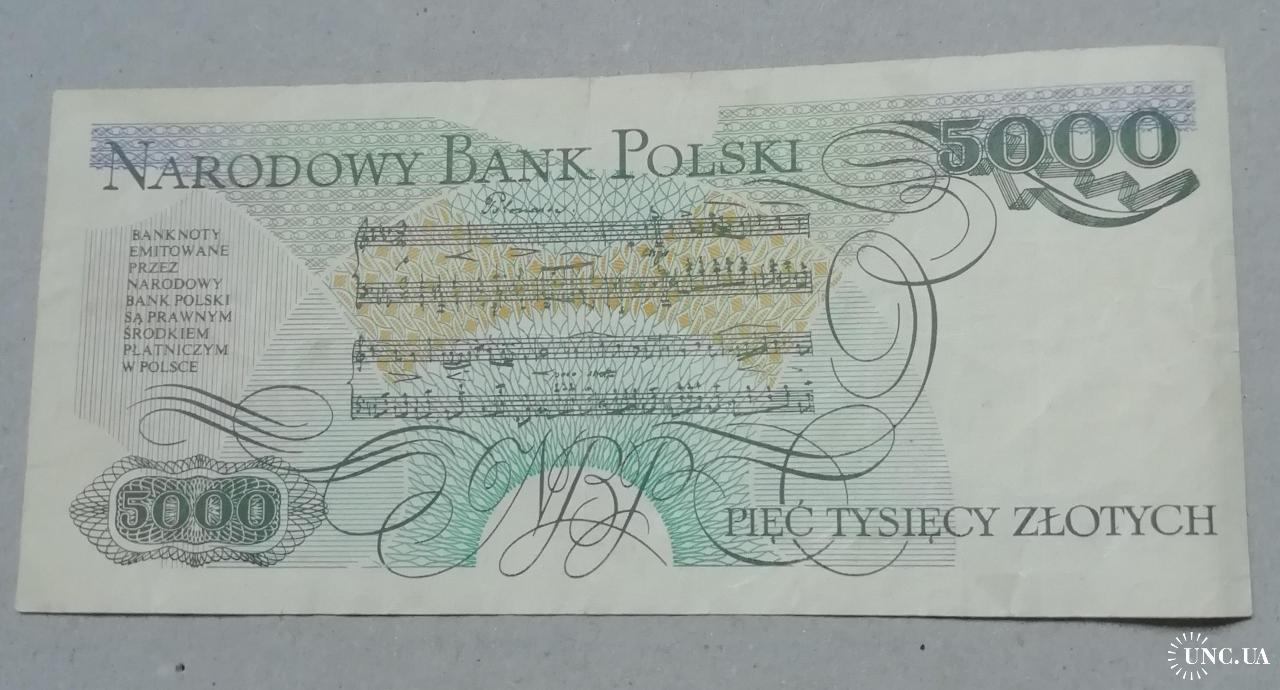 NARODOWY BANK POLSKI
5000
BANKNOTY
EMITOWANE
PRZEZ
NARODOWY
BANK POLSKI
SĄ PRAWNYM
ŚRODKIEM
PŁATNICZYM
W POLSCE
NBP
5000
PIĘĆ TYSIĘCY ZŁOTYCH
UNC.UA